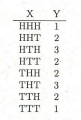 X Y
HHH 1
HHT 2
HTH 3
HTT 2
THH 2
THT 3
TTH 2
TTT 1